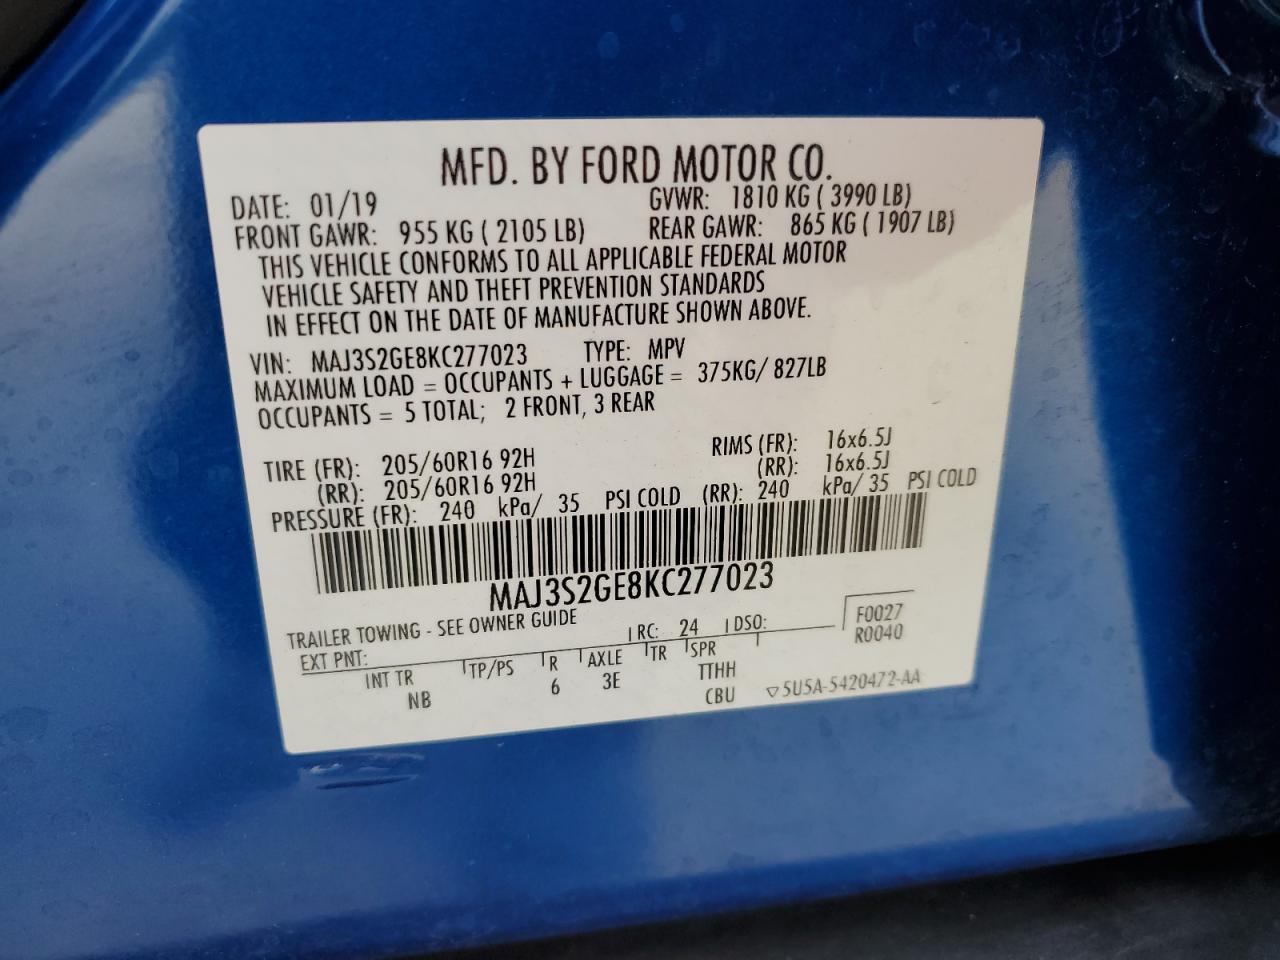 MFD. BY FORD MOTOR CO.
DATE: 01/19 GVWR: 1810 KG ( 3990 LB)
FRONT GAWR: 955 KG ( 2105 LB) REAR GAWR: 865 KG ( 1907 LB)
THIS VEHICLE CONFORMS TO ALL APPLICABLE FEDERAL MOTOR
VEHICLE SAFETY AND THEFT PREVENTION STANDARDS
IN EFFECT ON THE DATE OF MANUFACTURE SHOWN ABOVE.
VIN: MAJ3S2GE8KC277023 TYPE: MPV
MAXIMUM LOAD = OCCUPANTS + LUGGAGE = 375KG/ 827LB
OCCUPANTS = 5 TOTAL; 2 FRONT, 3 REAR
TIRE (FR): 205/60R16 92H RIMS (FR): 16x6.5J
(RR): 205/60R16 92H (RR): 16x6.5J
PRESSURE (FR): 240 kPa/ 35 PSI COLD (RR): 240 kPa/ 35 PSI COLD
MAJ3S2GE8KC277023
TRAILER TOWING - SEE OWNER GUIDE
EXT PNT: RC: 24 DSO: F0027
R0040
INT TR TP/PS R AXLE TR SPR
NB 6 3E TTHH
CBU ▽5U5A-5420472-AA